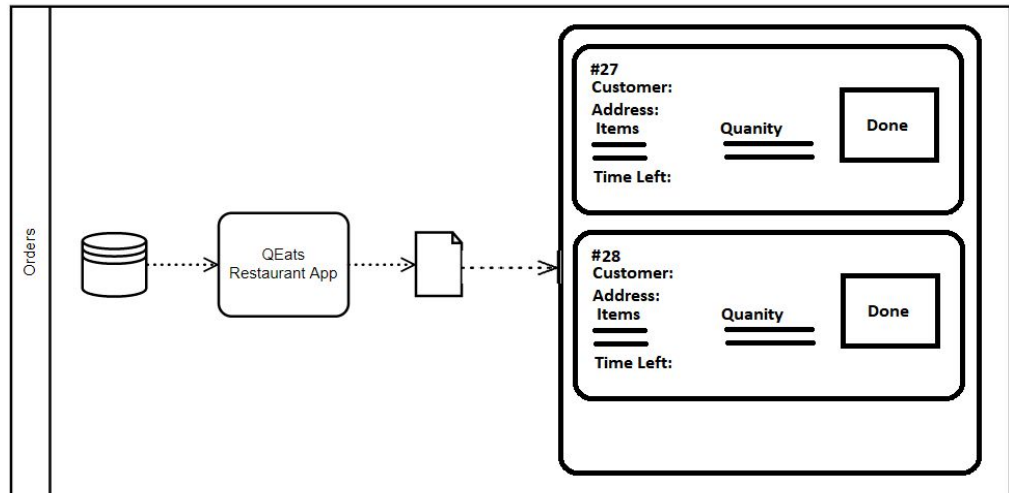 Orders
QEats
Restaurant App
#27
Customer:
Address:
Items Quanity
Done
Time Left:
#28
Customer:
Address:
Items Quanity
Done
Time Left: